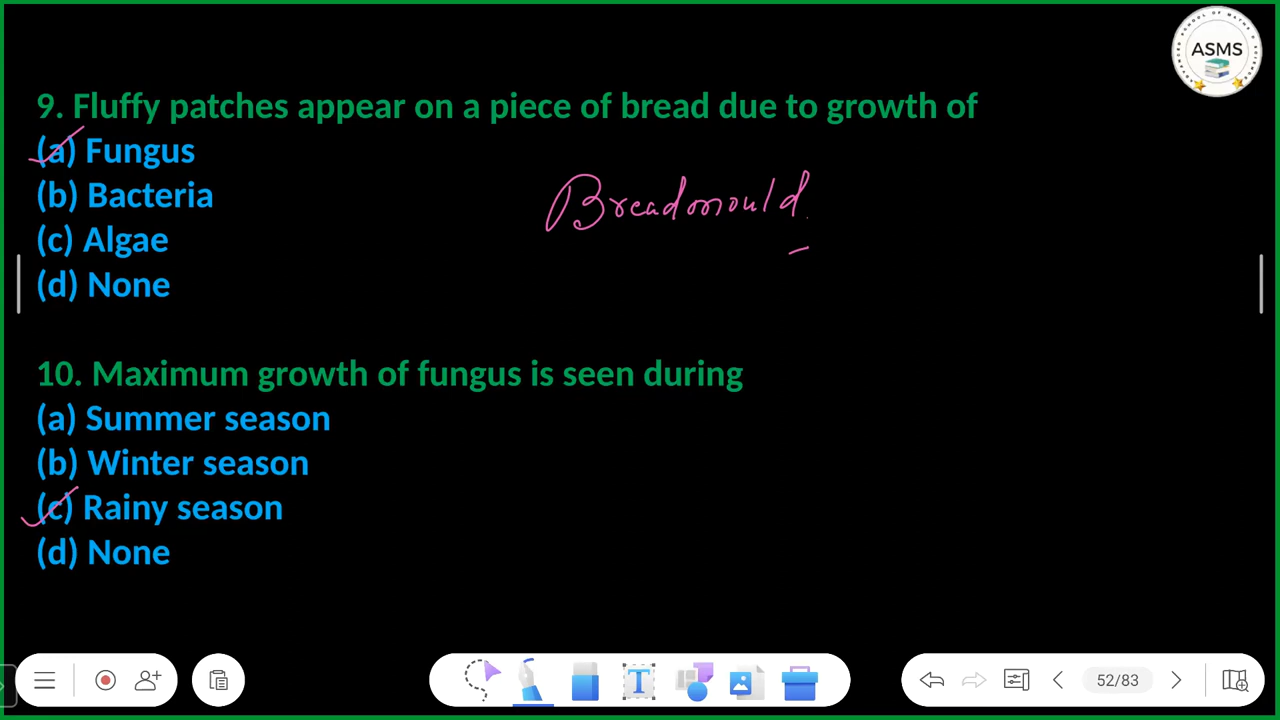 ASMS
9. Fluffy patches appear on a piece of bread due to growth of
(a) Fungus
(b) Bacteria
(c) Algae
(d) None
Breadmould
10. Maximum growth of fungus is seen during
(a) Summer season
(b) Winter season
(c) Rainy season
(d) None
T
52/83